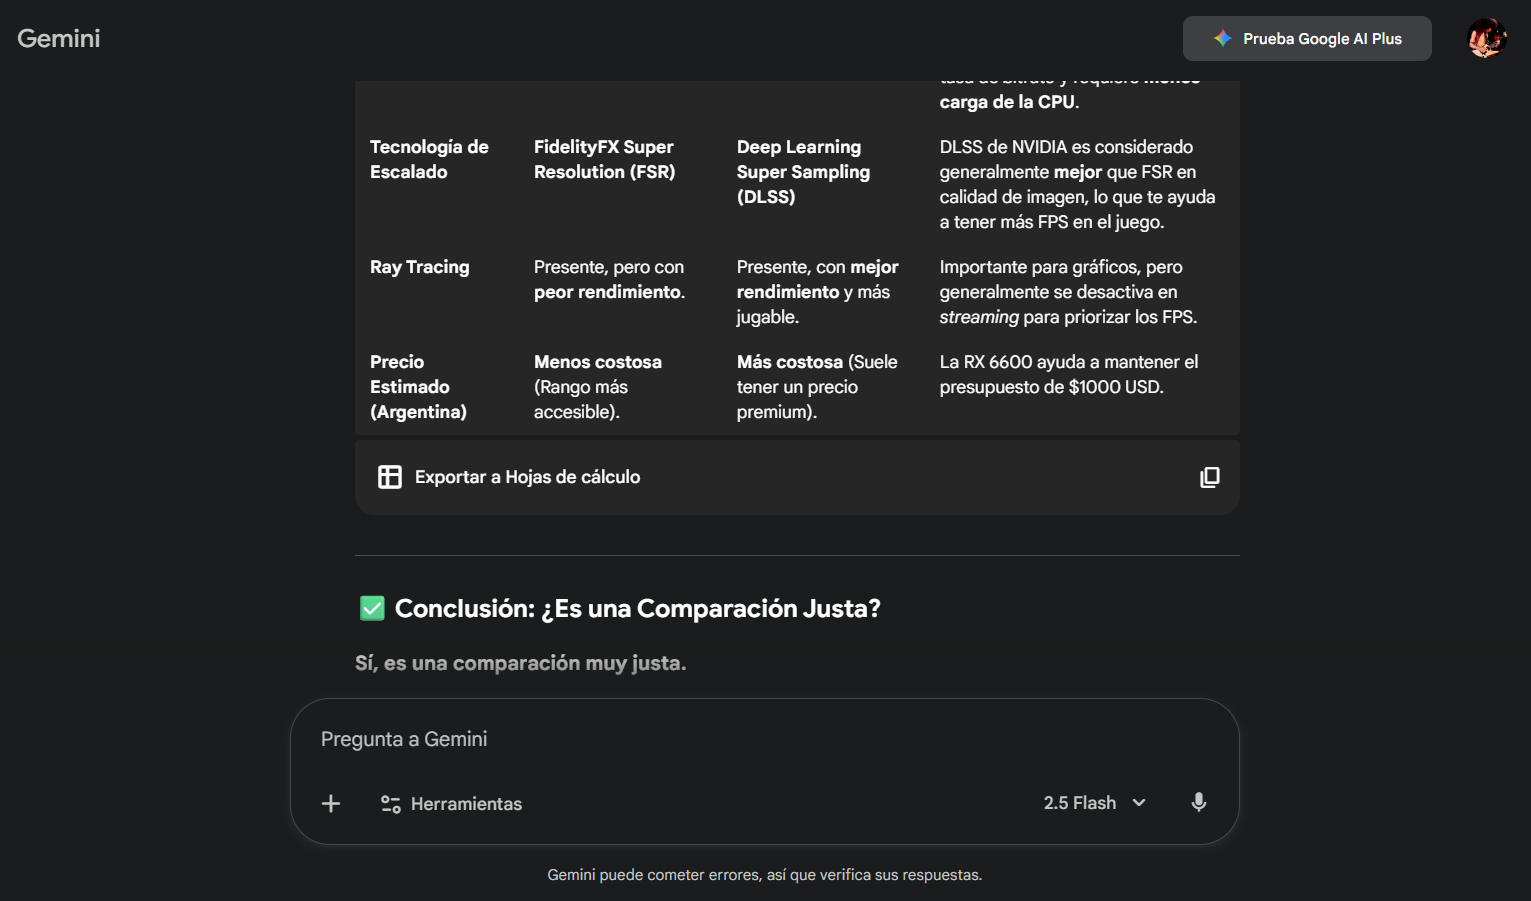 Gemini
Prueba Google AI Plus
carga de la CPU.
Tecnología de
Escalado
FidelityFX Super
Resolution (FSR)
Deep Learning
Super Sampling
(DLSS)
DLSS de NVIDIA es considerado
generalmente mejor que FSR en
calidad de imagen, lo que te ayuda
a tener más FPS en el juego.
Ray Tracing
Presente, pero con
peor rendimiento.
Presente, con mejor
rendimiento y más
jugable.
Importante para gráficos, pero
generalmente se desactiva en
streaming para priorizar los FPS.
Precio
Estimado
(Argentina)
Menos costosa
(Rango más
accesible).
Más costosa (Suele
tener un precio
premium).
La RX 6600 ayuda a mantener el
presupuesto de $1000 USD.
Exportar a Hojas de cálculo
Conclusión: ¿Es una Comparación Justa?
Sí, es una comparación muy justa.
Pregunta a Gemini
Herramientas
2.5 Flash
Gemini puede cometer errores, así que verifica sus respuestas.